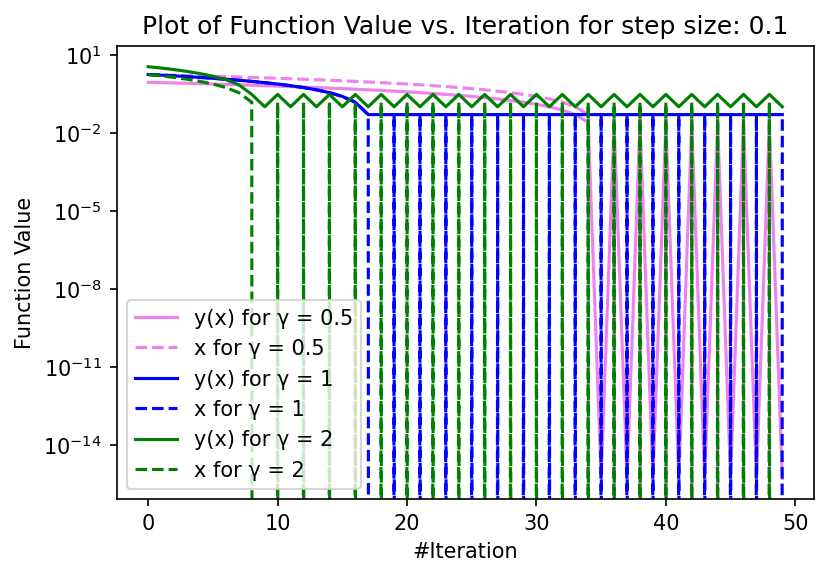 Plot of Function Value vs. Iteration for step size: 0.1
10¹
10⁻²
10⁻⁵
10⁻⁸
10⁻¹¹
10⁻¹⁴
Function Value
y(x) for γ = 0.5
x for γ = 0.5
y(x) for γ = 1
x for γ = 1
y(x) for γ = 2
x for γ = 2
0 10 20 30 40 50
#Iteration